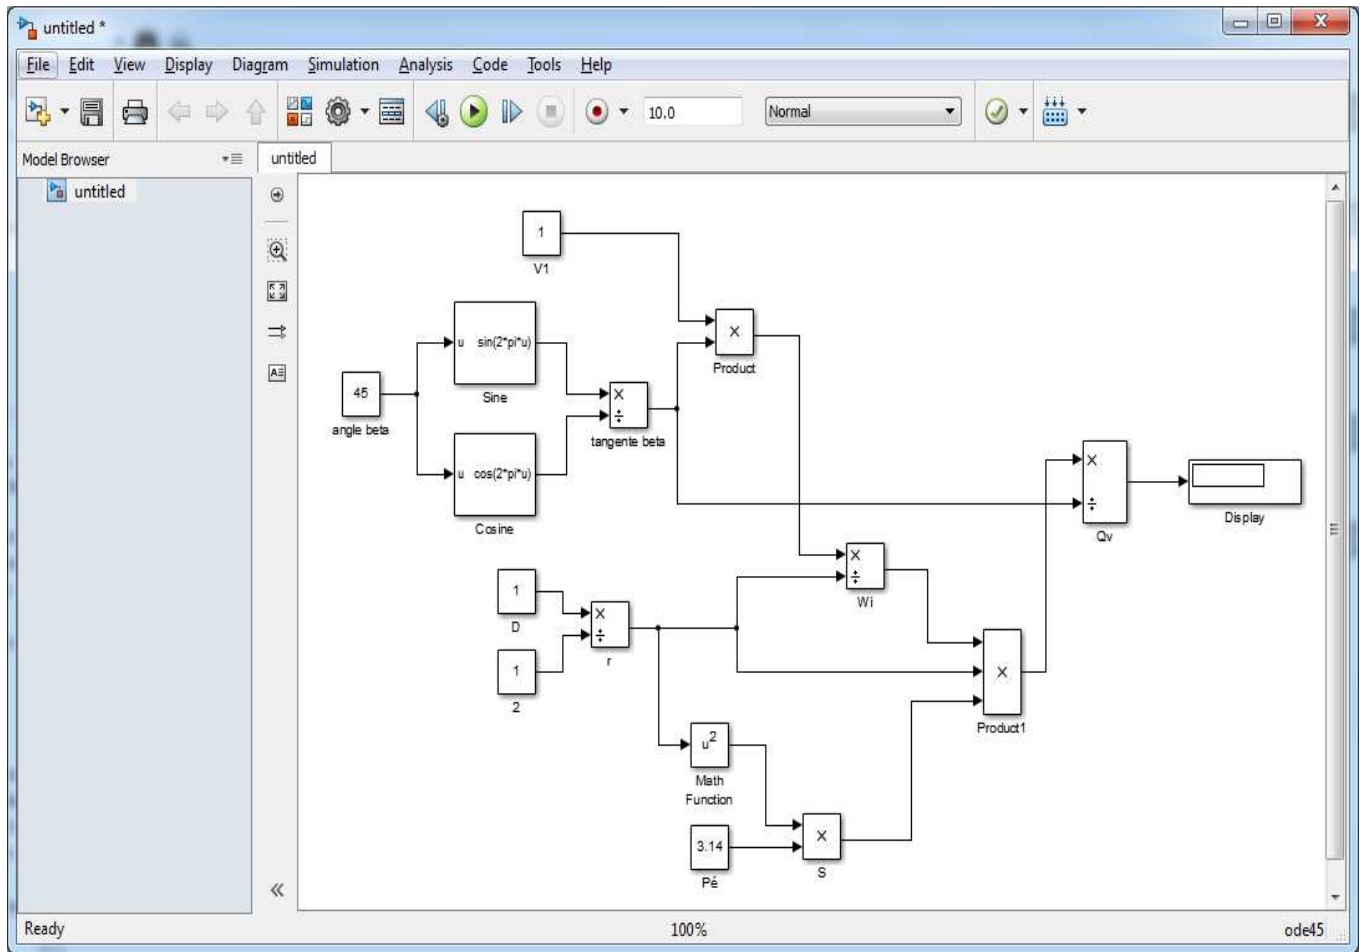 untitled *
File Edit View Display Diagram Simulation Analysis Code Tools Help
10.0 Normal
Model Browser
untitled
untitled
1
V1
u sin(2*pi*u)
Sine
×
Product
45
angle beta
×
÷
tangente beta
u cos(2*pi*u)
Cosine
×
÷
Qv
Display
×
÷
Wi
1
D
×
÷
r
1
2
×
Product1
u²
Math
Function
×
S
3.14
Pé
Ready 100% ode45